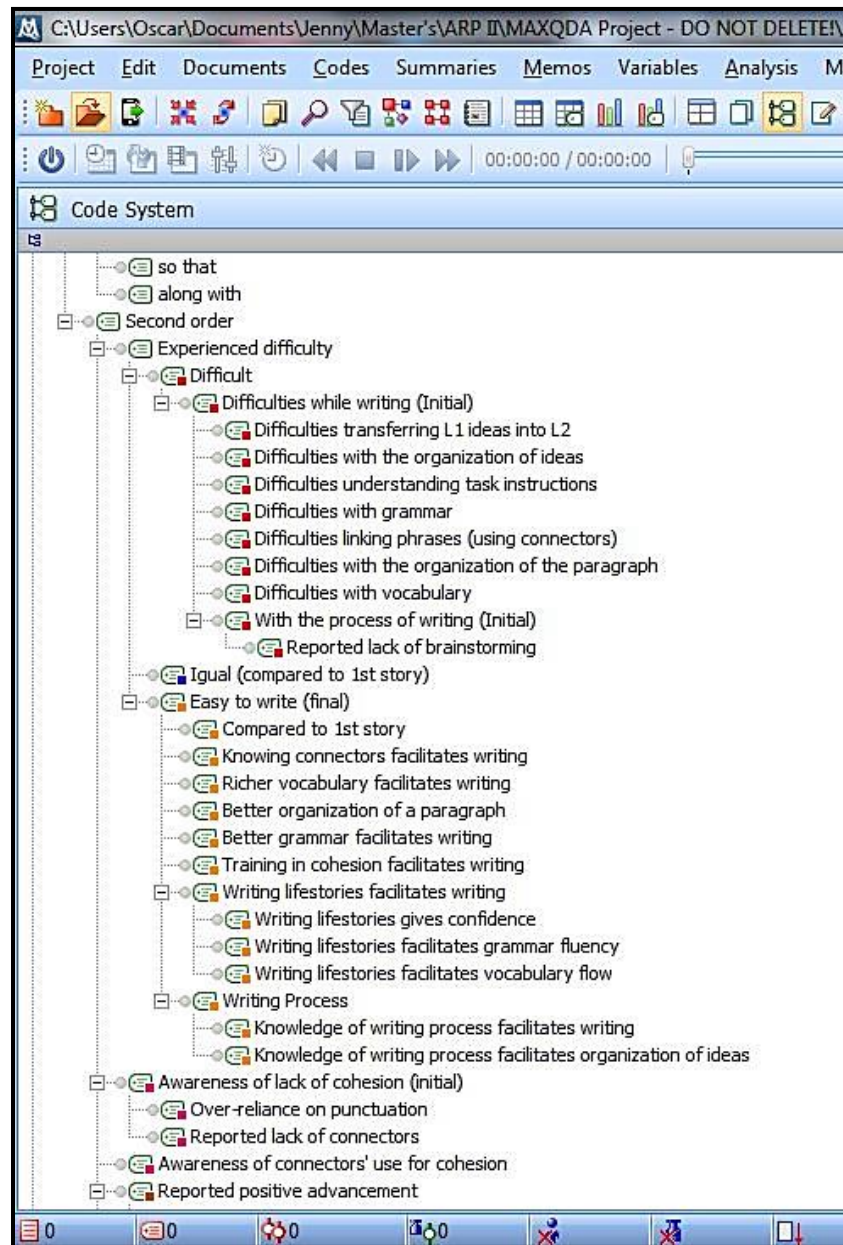 C:\Users\Oscar\Documents\Jenny\Master's\ARP II\MAXQDA Project - DO NOT DELETE!\
Project Edit Documents Codes Summaries Memos Variables Analysis M
00:00:00 / 00:00:00
Code System
so that
along with
Second order
Experienced difficulty
Difficult
Difficulties while writing (Initial)
Difficulties transferring L1 ideas into L2
Difficulties with the organization of ideas
Difficulties understanding task instructions
Difficulties with grammar
Difficulties linking phrases (using connectors)
Difficulties with the organization of the paragraph
Difficulties with vocabulary
With the process of writing (Initial)
Reported lack of brainstorming
Igual (compared to 1st story)
Easy to write (final)
Compared to 1st story
Knowing connectors facilitates writing
Richer vocabulary facilitates writing
Better organization of a paragraph
Better grammar facilitates writing
Training in cohesion facilitates writing
Writing lifestories facilitates writing
Writing lifestories gives confidence
Writing lifestories facilitates grammar fluency
Writing lifestories facilitates vocabulary flow
Writing Process
Knowledge of writing process facilitates writing
Knowledge of writing process facilitates organization of ideas
Awareness of lack of cohesion (initial)
Over-reliance on punctuation
Reported lack of connectors
Awareness of connectors' use for cohesion
Reported positive advancement
0 0 0 0